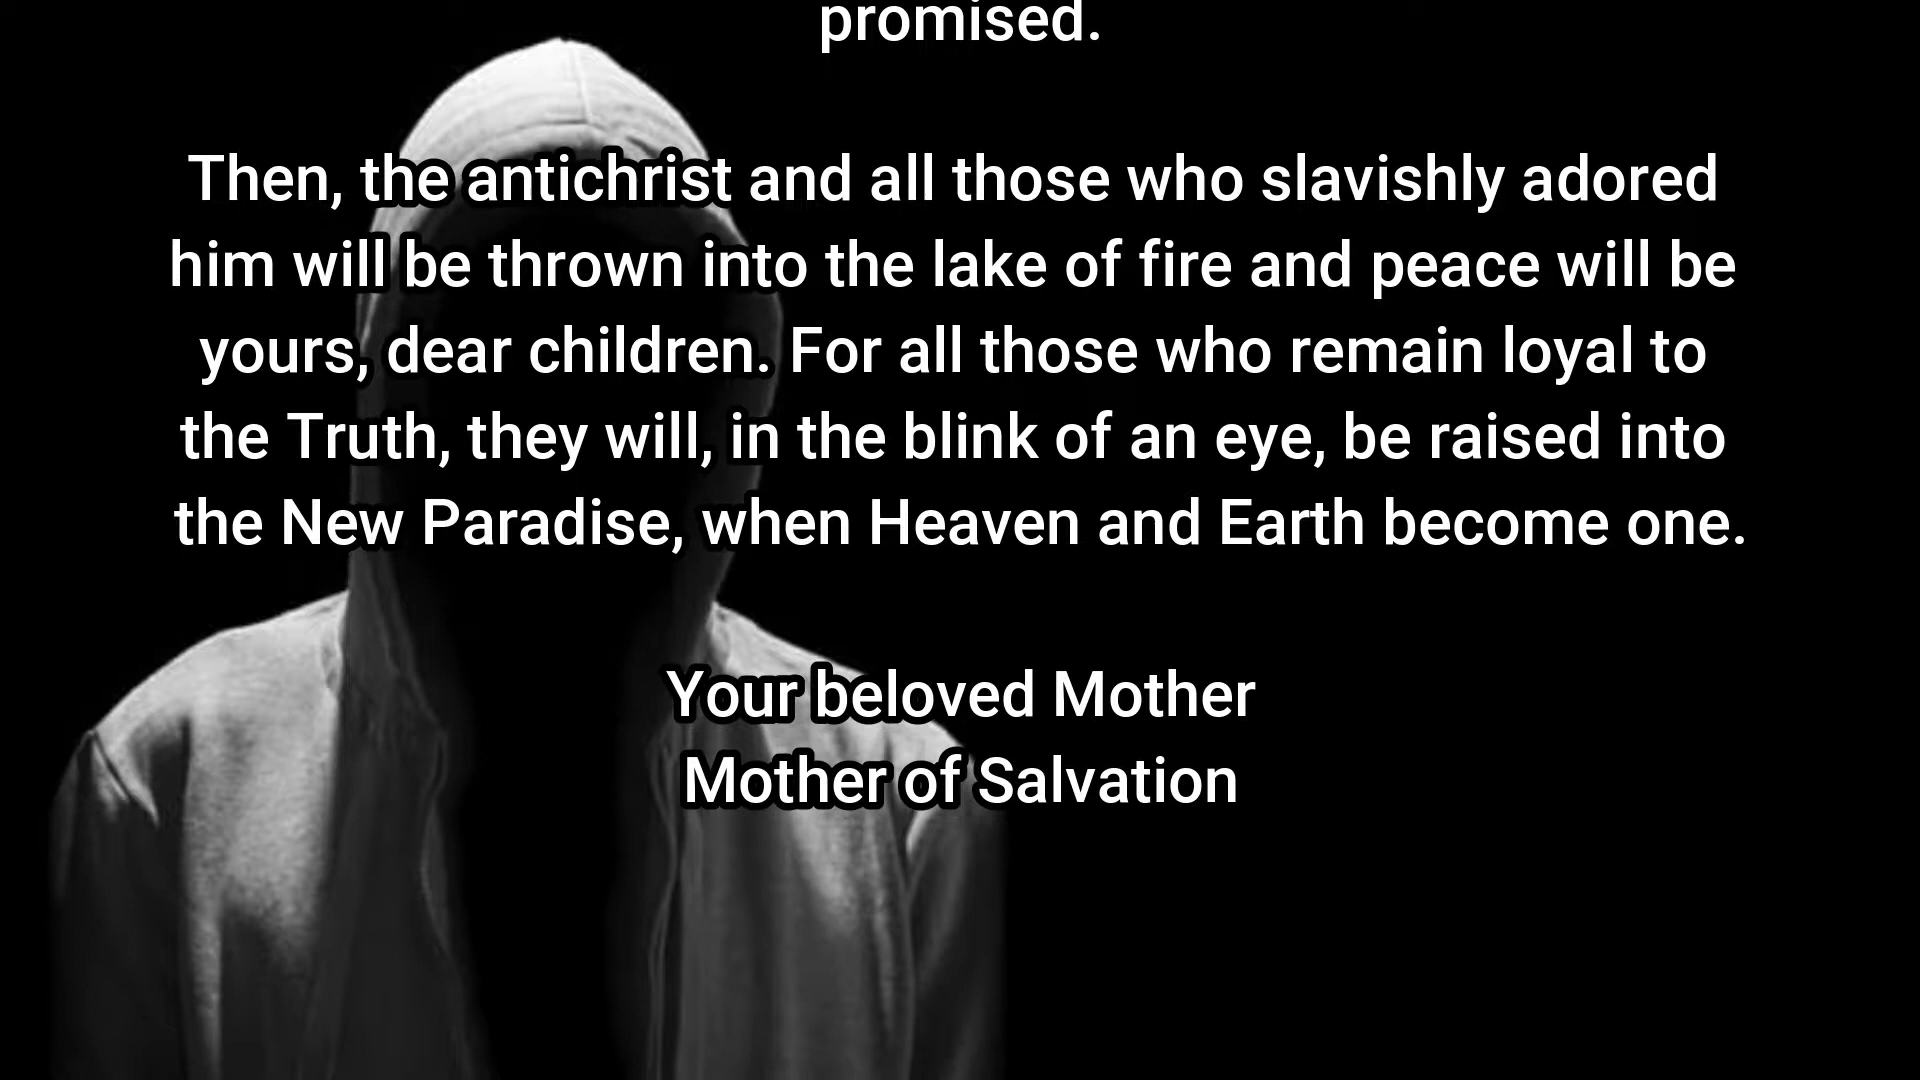 promised.
Then, the antichrist and all those who slavishly adored
him will be thrown into the lake of fire and peace will be
yours, dear children. For all those who remain loyal to
the Truth, they will, in the blink of an eye, be raised into
the New Paradise, when Heaven and Earth become one.
Your beloved Mother
Mother of Salvation